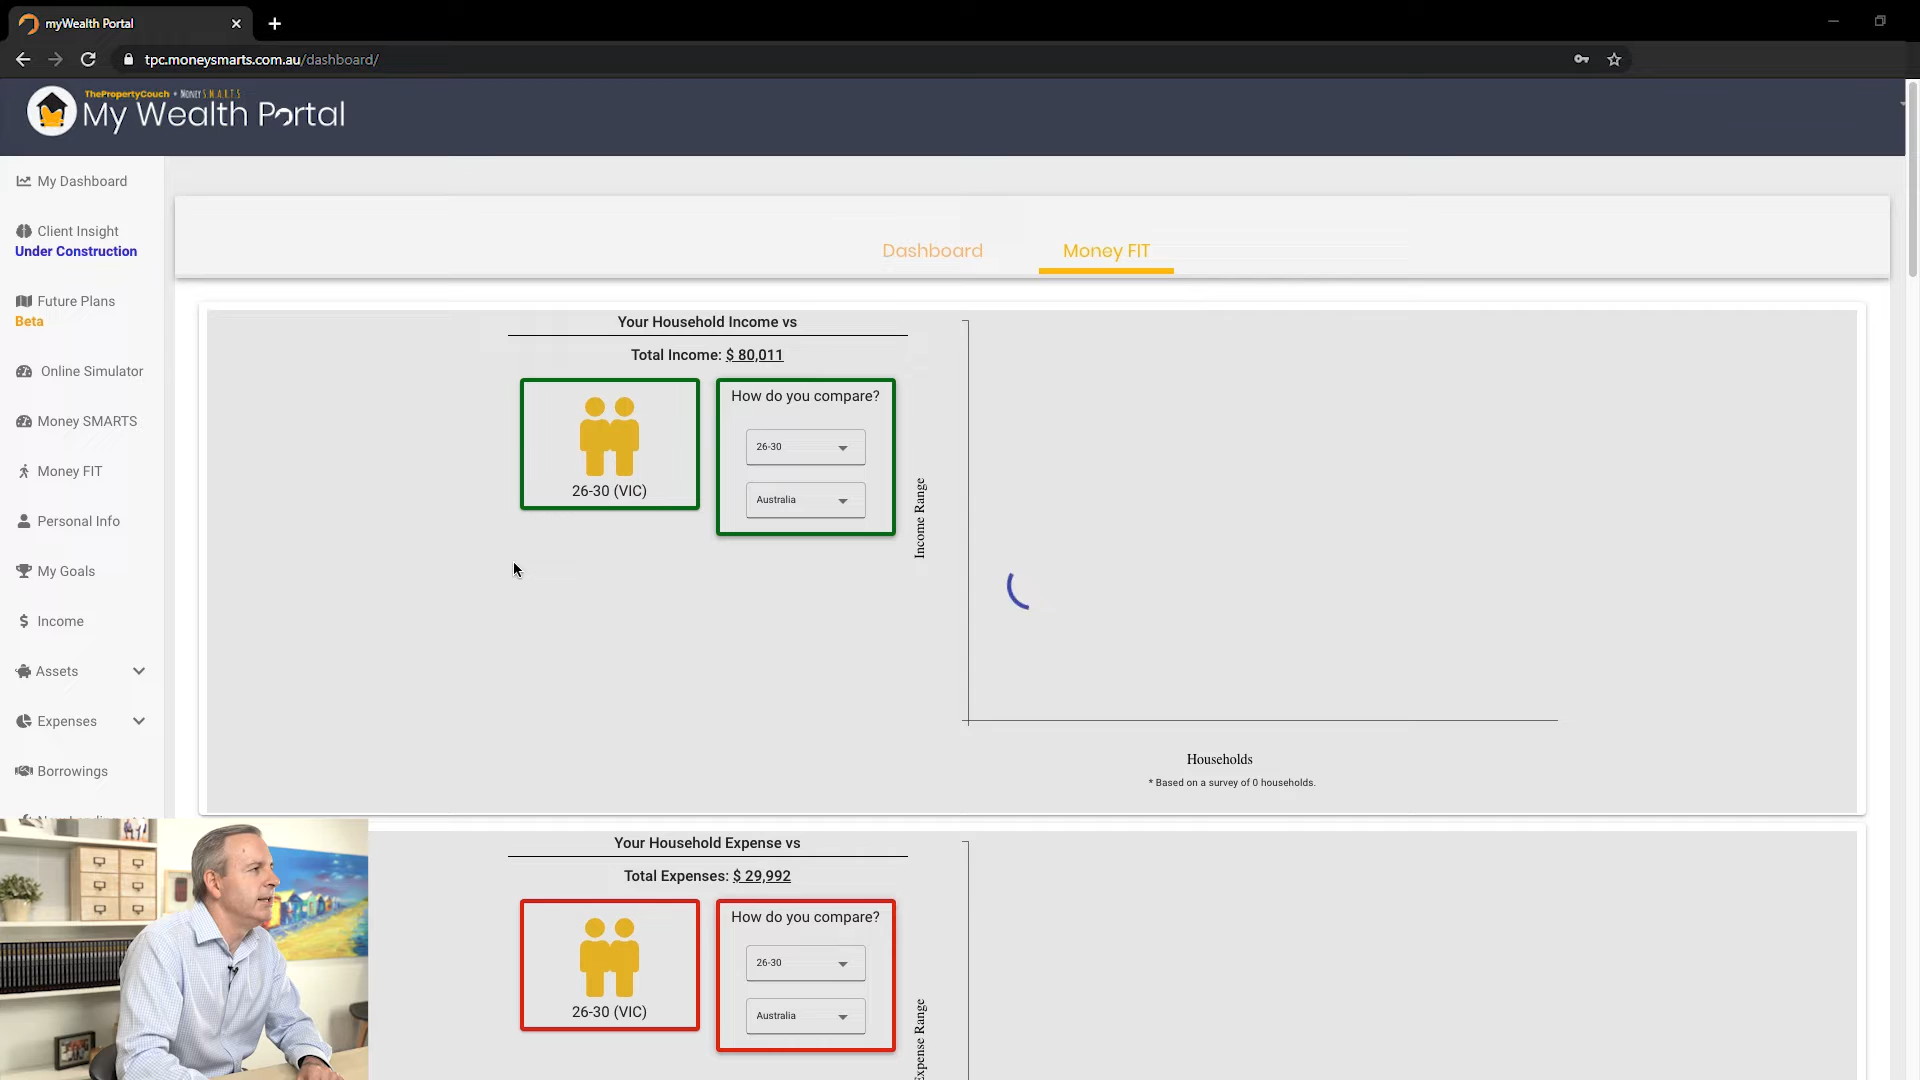 myWealth Portal
tpc.moneysmarts.com.au/dashboard/
ThePropertyCouch + Money SMARTS
My Wealth Portal
My Dashboard
Client Insight
Under Construction
Future Plans
Beta
Online Simulator
Money SMARTS
Money FIT
Personal Info
My Goals
Income
Assets
Expenses
Borrowings
Dashboard
Money FIT
Your Household Income vs
Total Income: $ 80,011
26-30 (VIC)
How do you compare?
26-30
Australia
Income Range
Households
* Based on a survey of 0 households.
Your Household Expense vs
Total Expenses: $ 29,992
26-30 (VIC)
How do you compare?
26-30
Australia
Expense Range